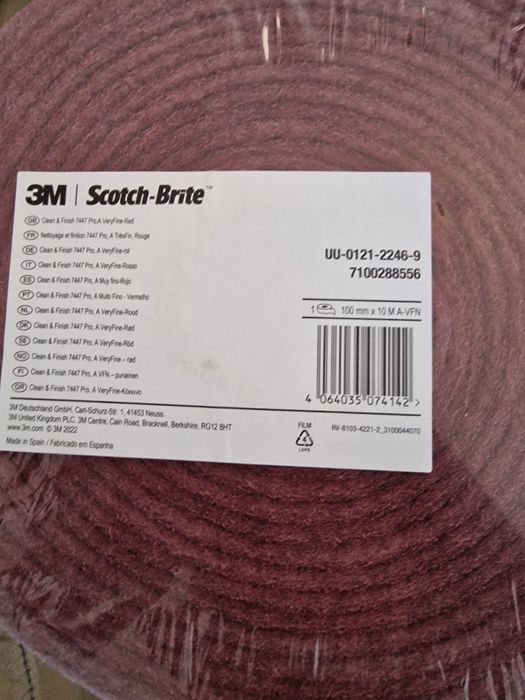 3M | Scotch-Brite™
GB Clean & Finish 7447 Pro, A VeryFine-Red
FR Nettoyage et finition 7447 Pro, A TrèsFin, Rouge
DE Clean & Finish 7447 Pro, A VeryFine-rot
IT Clean & Finish 7447 Pro, A VeryFine-Rosso
ES Clean & Finish 7447 Pro, A Muy fino-Rojo
PT Clean & Finish 7447 Pro, A Muito Fino - Vermelho
NL Clean & Finish 7447 Pro, A VeryFine-Rood
DK Clean & Finish 7447 Pro, A VeryFine-Rød
SE Clean & Finish 7447 Pro, A VeryFine-Röd
NO Clean & Finish 7447 Pro, A VeryFine - rød
FI Clean & Finish 7447 Pro, A VFN - punainen
GR Clean & Finish 7447 Pro, A VeryFine-Κόκκινο
UU-0121-2246-9
7100288556
1 100 mm x 10 M A-VFN
4 064035 074142 >
3M Deutschland GmbH, Carl-Schurz-Str. 1, 41453 Neuss.
3M United Kingdom PLC, 3M Centre, Cain Road, Bracknell, Berkshire, RG12 8HT
www.3m.com © 3M 2022
Made in Spain / Fabricado em Espanha
FILM
4
LDPE
RV-8103-4221-2_3100044070